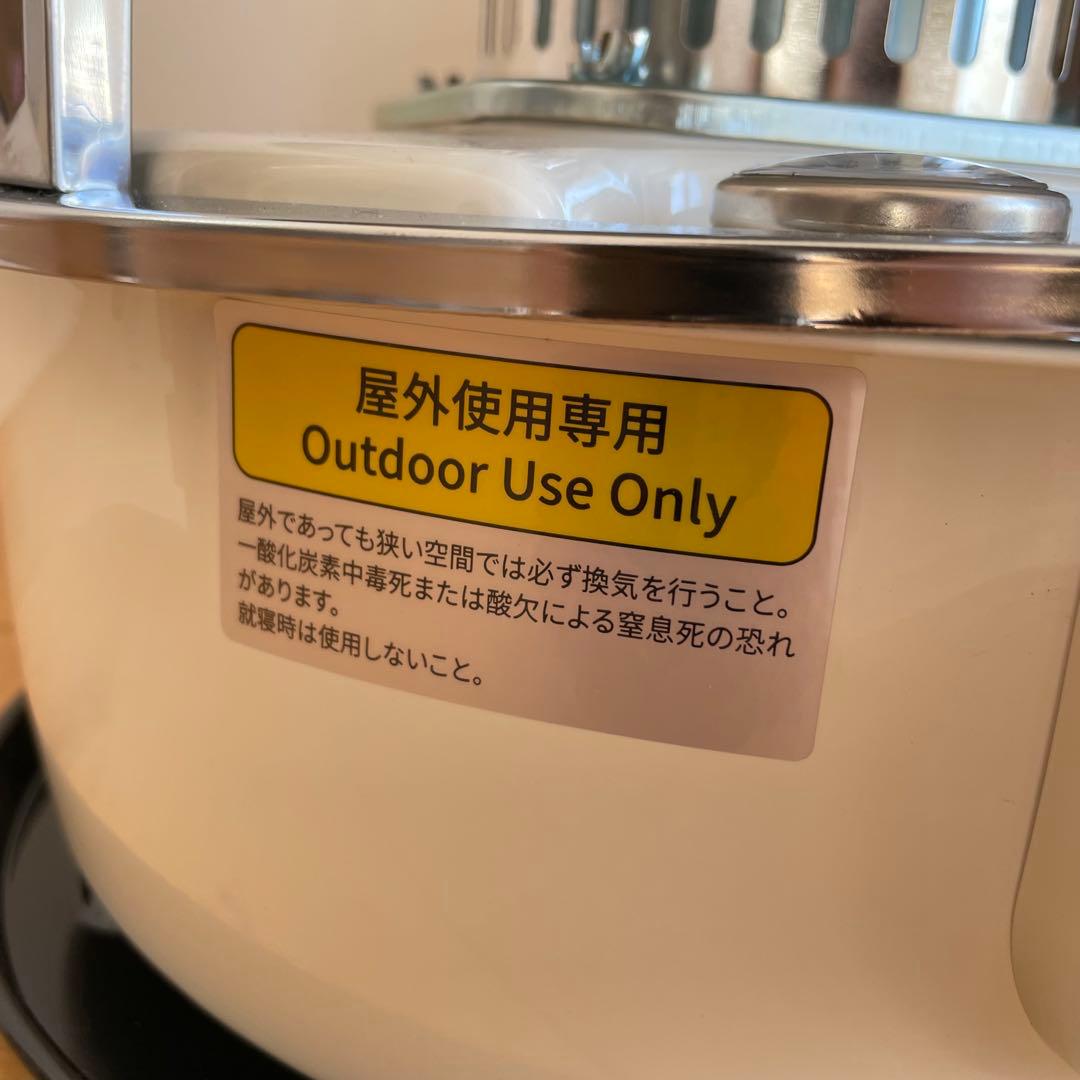 屋外使用専用
Outdoor Use Only
屋外であっても狭い空間では必ず換気を行うこと。
一酸化炭素中毒死または酸欠による窒息死の恐れ
があります。
就寝時は使用しないこと。